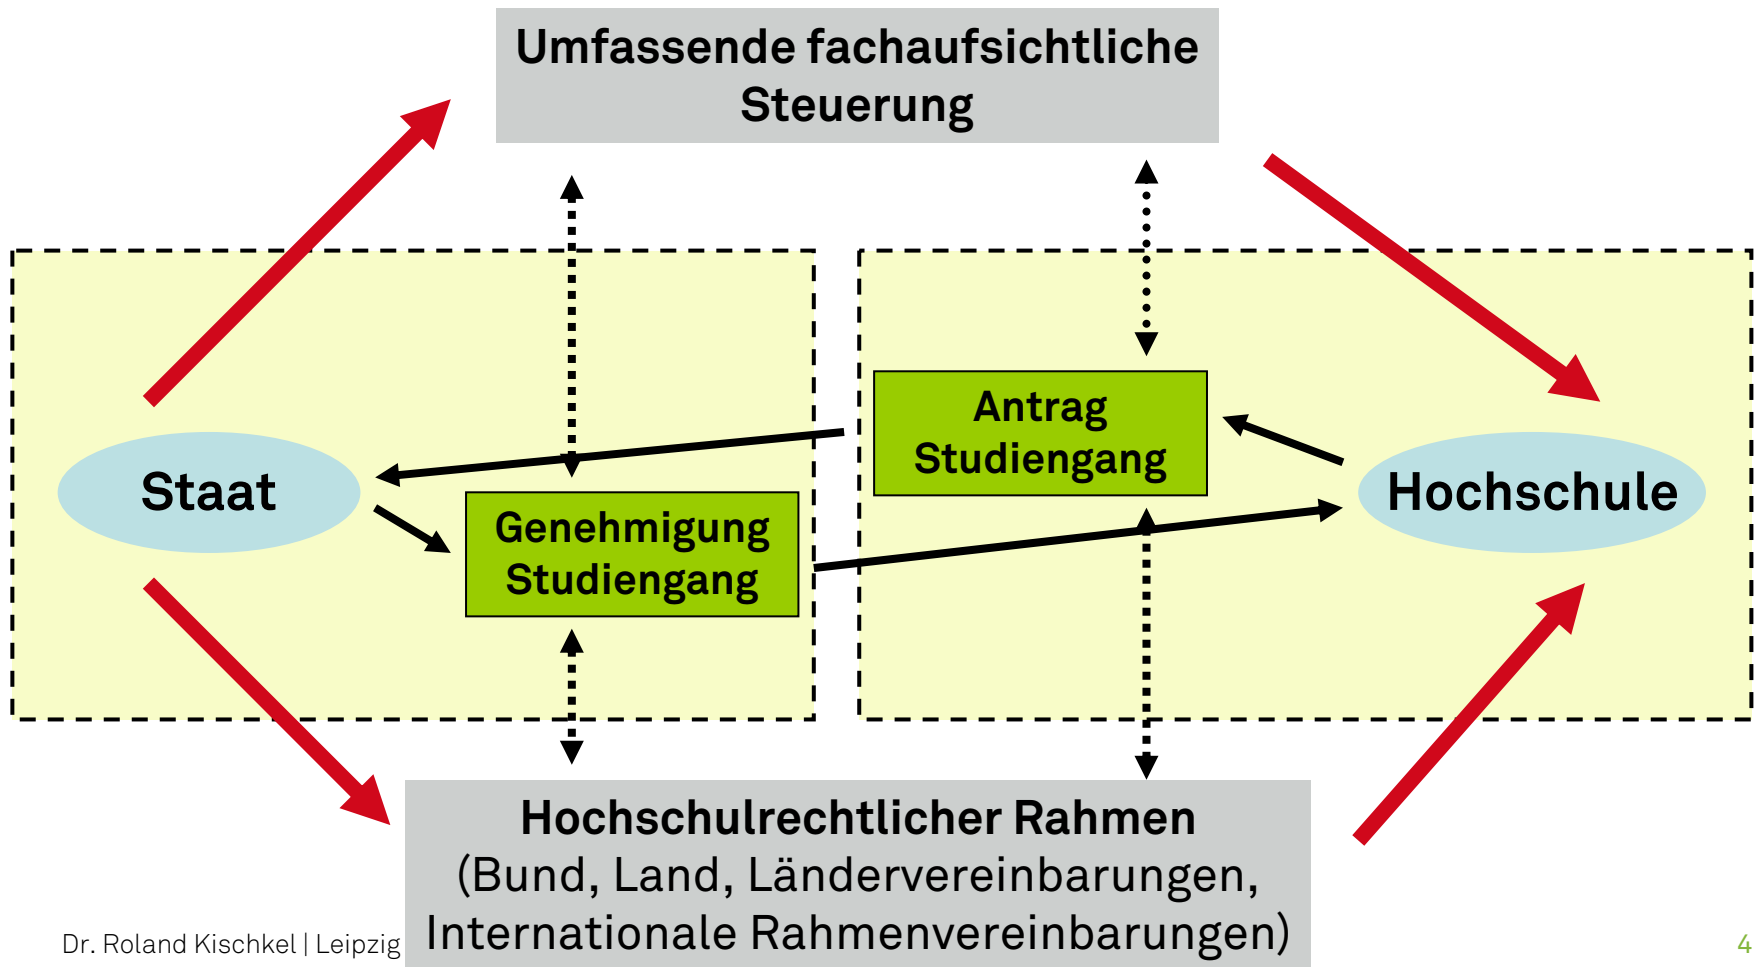 Umfassende fachaufsichtliche
Steuerung
Antrag
Studiengang
Staat
Hochschule
Genehmigung
Studiengang
Hochschulrechtlicher Rahmen
(Bund, Land, Ländervereinbarungen,
Internationale Rahmenvereinbarungen)
Dr. Roland Kischkel | Leipzig
4